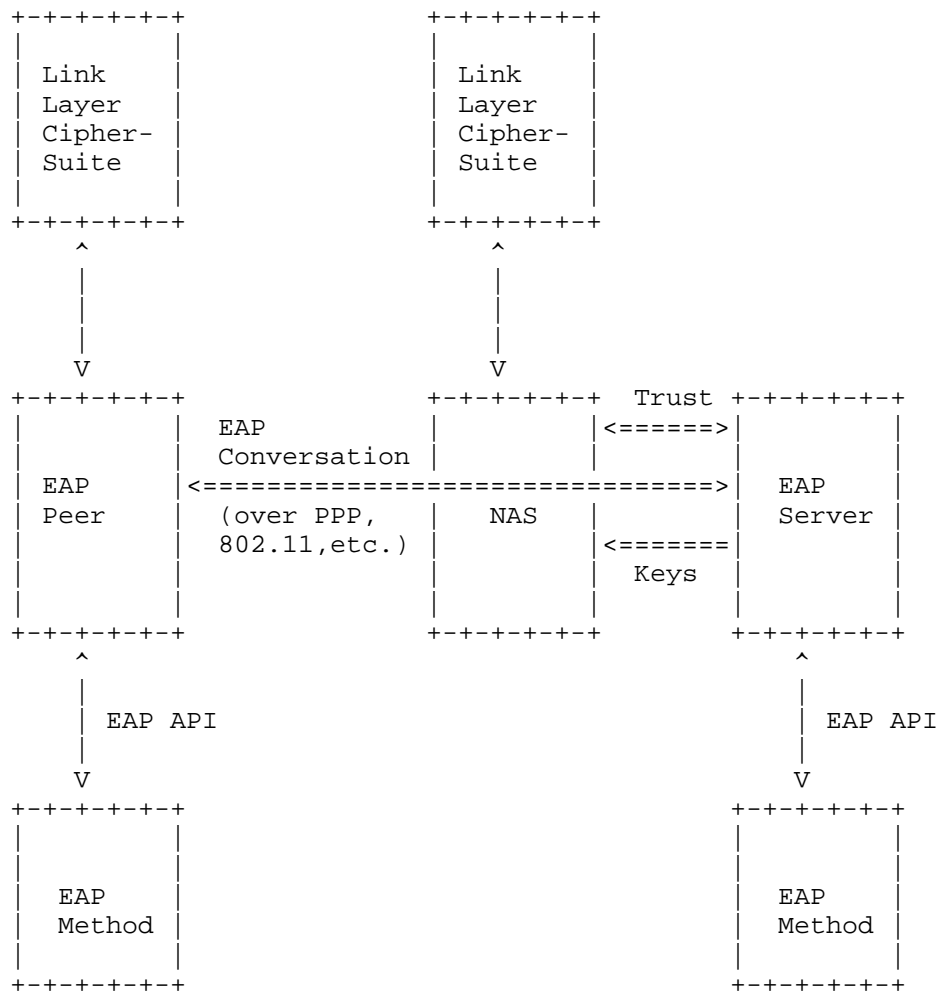 +-+-+-+-+-+ +-+-+-+-+-+
| | | |
| Link | | Link |
| Layer | | Layer |
| Cipher- | | Cipher- |
| Suite | | Suite |
| | | |
+-+-+-+-+-+ +-+-+-+-+-+
^ ^
| |
| |
| |
V V
+-+-+-+-+-+ +-+-+-+-+-+ Trust +-+-+-+-+-+
| | EAP | |<======>| |
| | Conversation | | | |
| EAP |<================================>| EAP |
| Peer | (over PPP, | NAS | | Server |
| | 802.11,etc.) | |<=======| |
| | | | Keys | |
| | | | | |
+-+-+-+-+-+ +-+-+-+-+-+ +-+-+-+-+-+
^ ^
| |
| EAP API | EAP API
| |
V V
+-+-+-+-+-+ +-+-+-+-+-+
| | | |
| | | |
| EAP | | EAP |
| Method | | Method |
| | | |
+-+-+-+-+-+ +-+-+-+-+-+